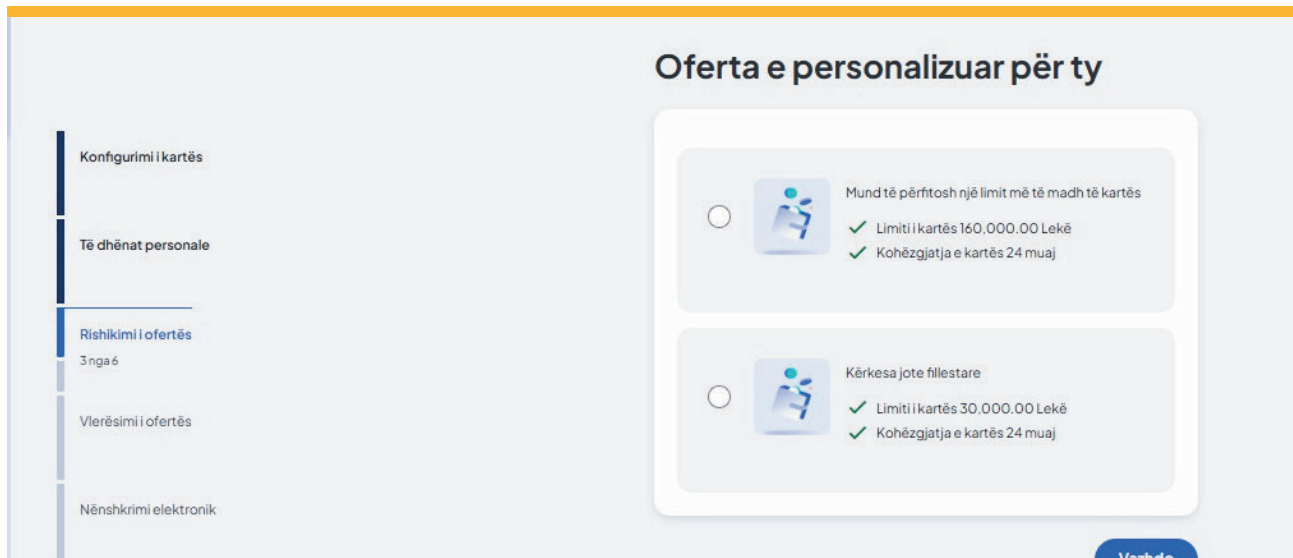 Oferta e personalizuar për ty
Konfigurimi i kartës
Të dhënat personale
Rishikimi i ofertës
3 nga 6
Vlerësimi i ofertës
Nënshkrimi elektronik
Mund të përfitosh një limit më të madh të kartës
Limiti i kartës 160,000.00 Lekë
Kohëzgjatja e kartës 24 muaj
Kërkesa jote fillestare
Limiti i kartës 30,000.00 Lekë
Kohëzgjatja e kartës 24 muaj
Vazhdo